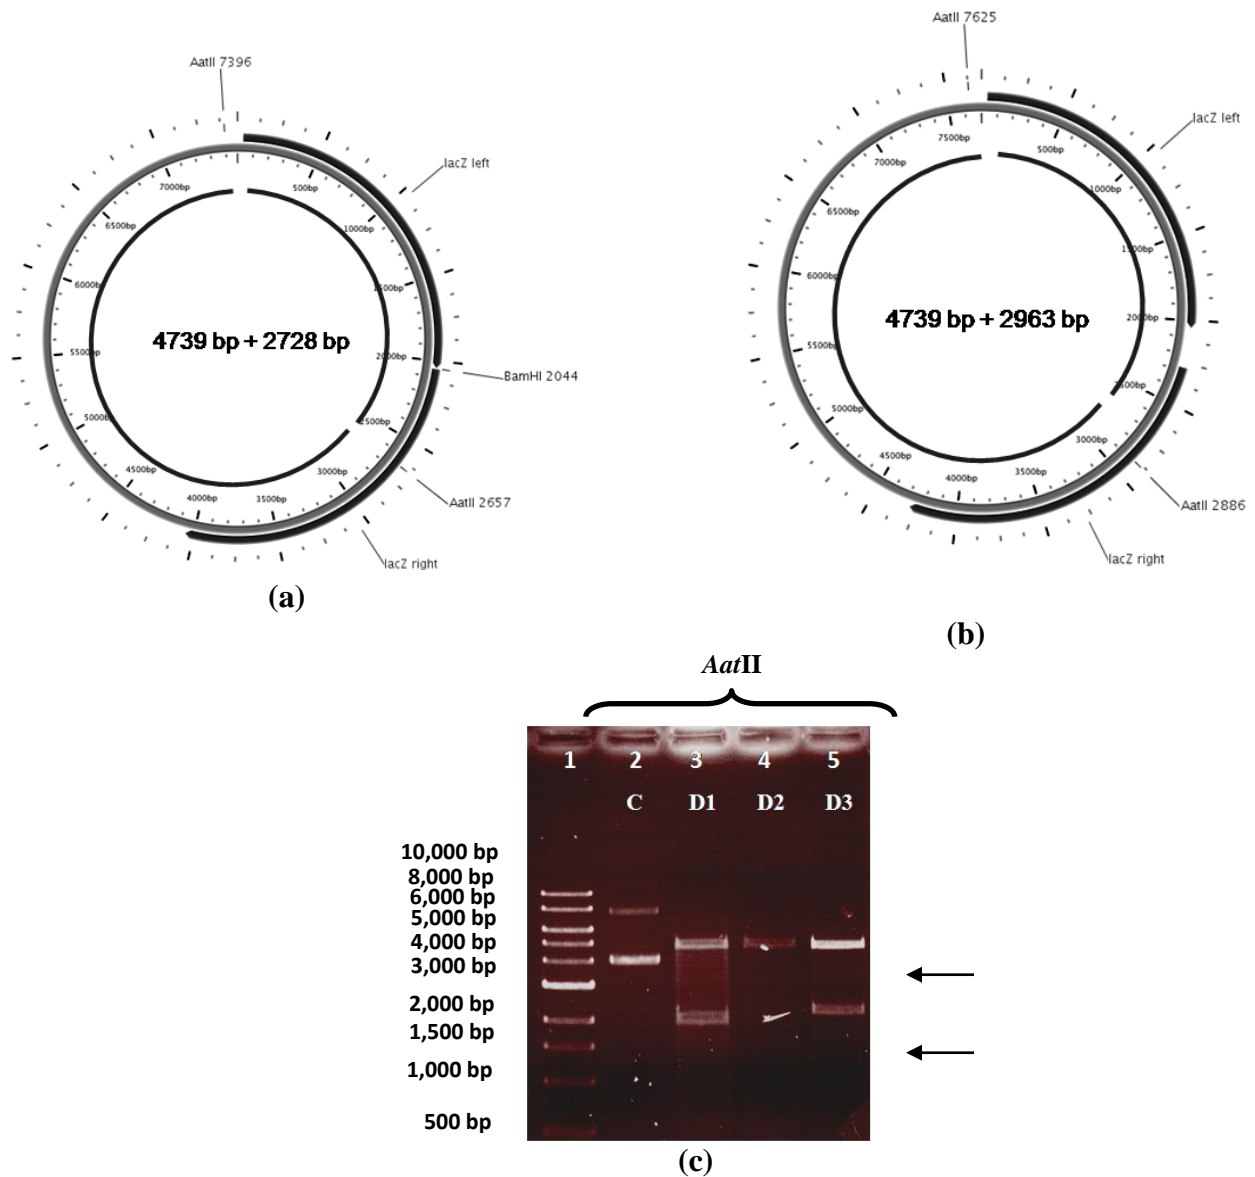 AatII 7396
lacZ left
500bp
1000bp
1500bp
2000bp
BamHI 2044
2500bp
AatII 2657
3000bp
3500bp
lacZ right
4000bp
4500bp
5000bp
5500bp
6000bp
6500bp
7000bp
4739 bp + 2728 bp
(a)
AatII 7625
lacZ left
500bp
1000bp
1500bp
2000bp
2500bp
AatII 2886
3000bp
3500bp
lacZ right
4000bp
4500bp
5000bp
5500bp
6000bp
6500bp
7000bp
7500bp
4739 bp + 2963 bp
(b)
AatII
1 2 3 4 5
C D1 D2 D3
10,000 bp
8,000 bp
6,000 bp
5,000 bp
4,000 bp
3,000 bp
2,000 bp
1,500 bp
1,000 bp
500 bp
(c)